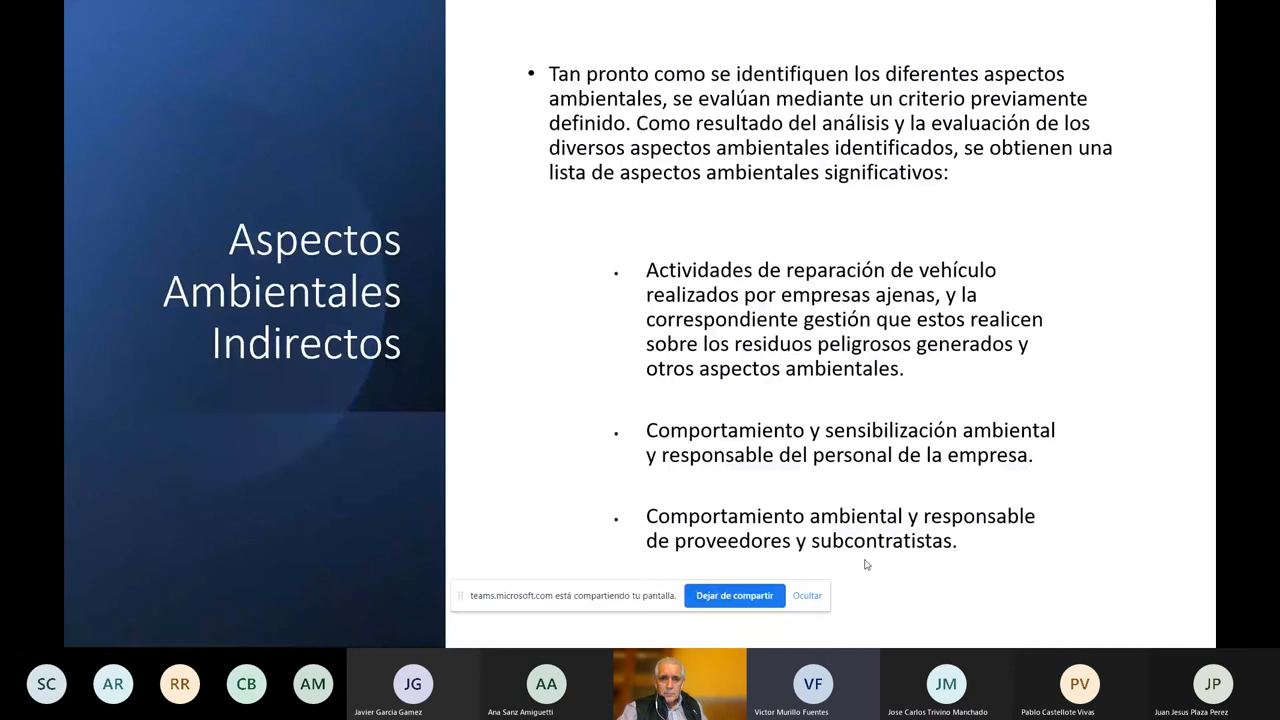 Aspectos
Ambientales
Indirectos
• Tan pronto como se identifiquen los diferentes aspectos
ambientales, se evalúan mediante un criterio previamente
definido. Como resultado del análisis y la evaluación de los
diversos aspectos ambientales identificados, se obtienen una
lista de aspectos ambientales significativos:
• Actividades de reparación de vehículo
realizados por empresas ajenas, y la
correspondiente gestión que estos realicen
sobre los residuos peligrosos generados y
otros aspectos ambientales.
• Comportamiento y sensibilización ambiental
y responsable del personal de la empresa.
• Comportamiento ambiental y responsable
de proveedores y subcontratistas.
teams.microsoft.com está compartiendo tu pantalla. Dejar de compartir Ocultar
SC AR RR CB AM JG AA VF JM PV JP
Javier Garcia Gamez Ana Sanz Amiguetti Victor Murillo Fuentes Jose Carlos Trivino Manchado Pablo Castellote Vivas Juan Jesus Plaza Perez